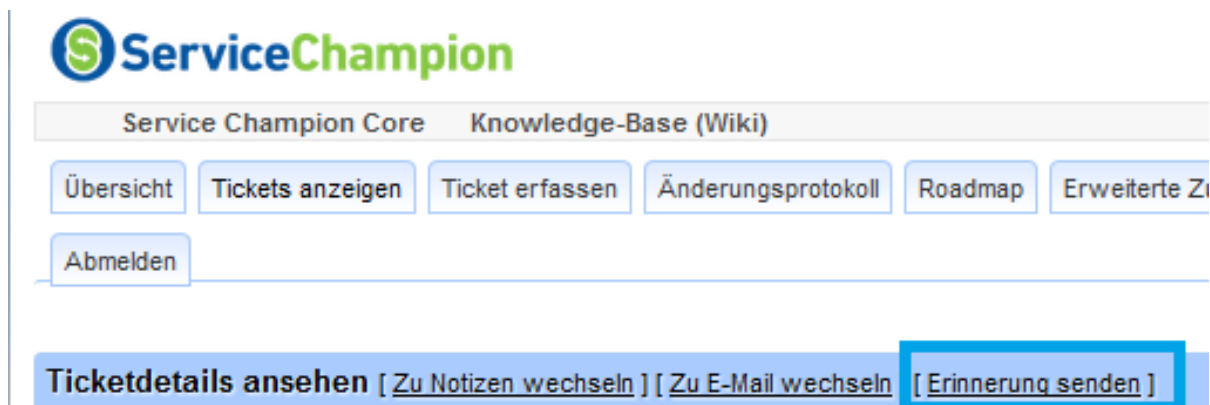 ServiceChampion
Service Champion Core Knowledge-Base (Wiki)
Übersicht Tickets anzeigen Ticket erfassen Änderungsprotokoll Roadmap Erweiterte
Abmelden
Ticketdetails ansehen [ Zu Notizen wechseln ] [ Zu E-Mail wechseln [ Erinnerung senden ]